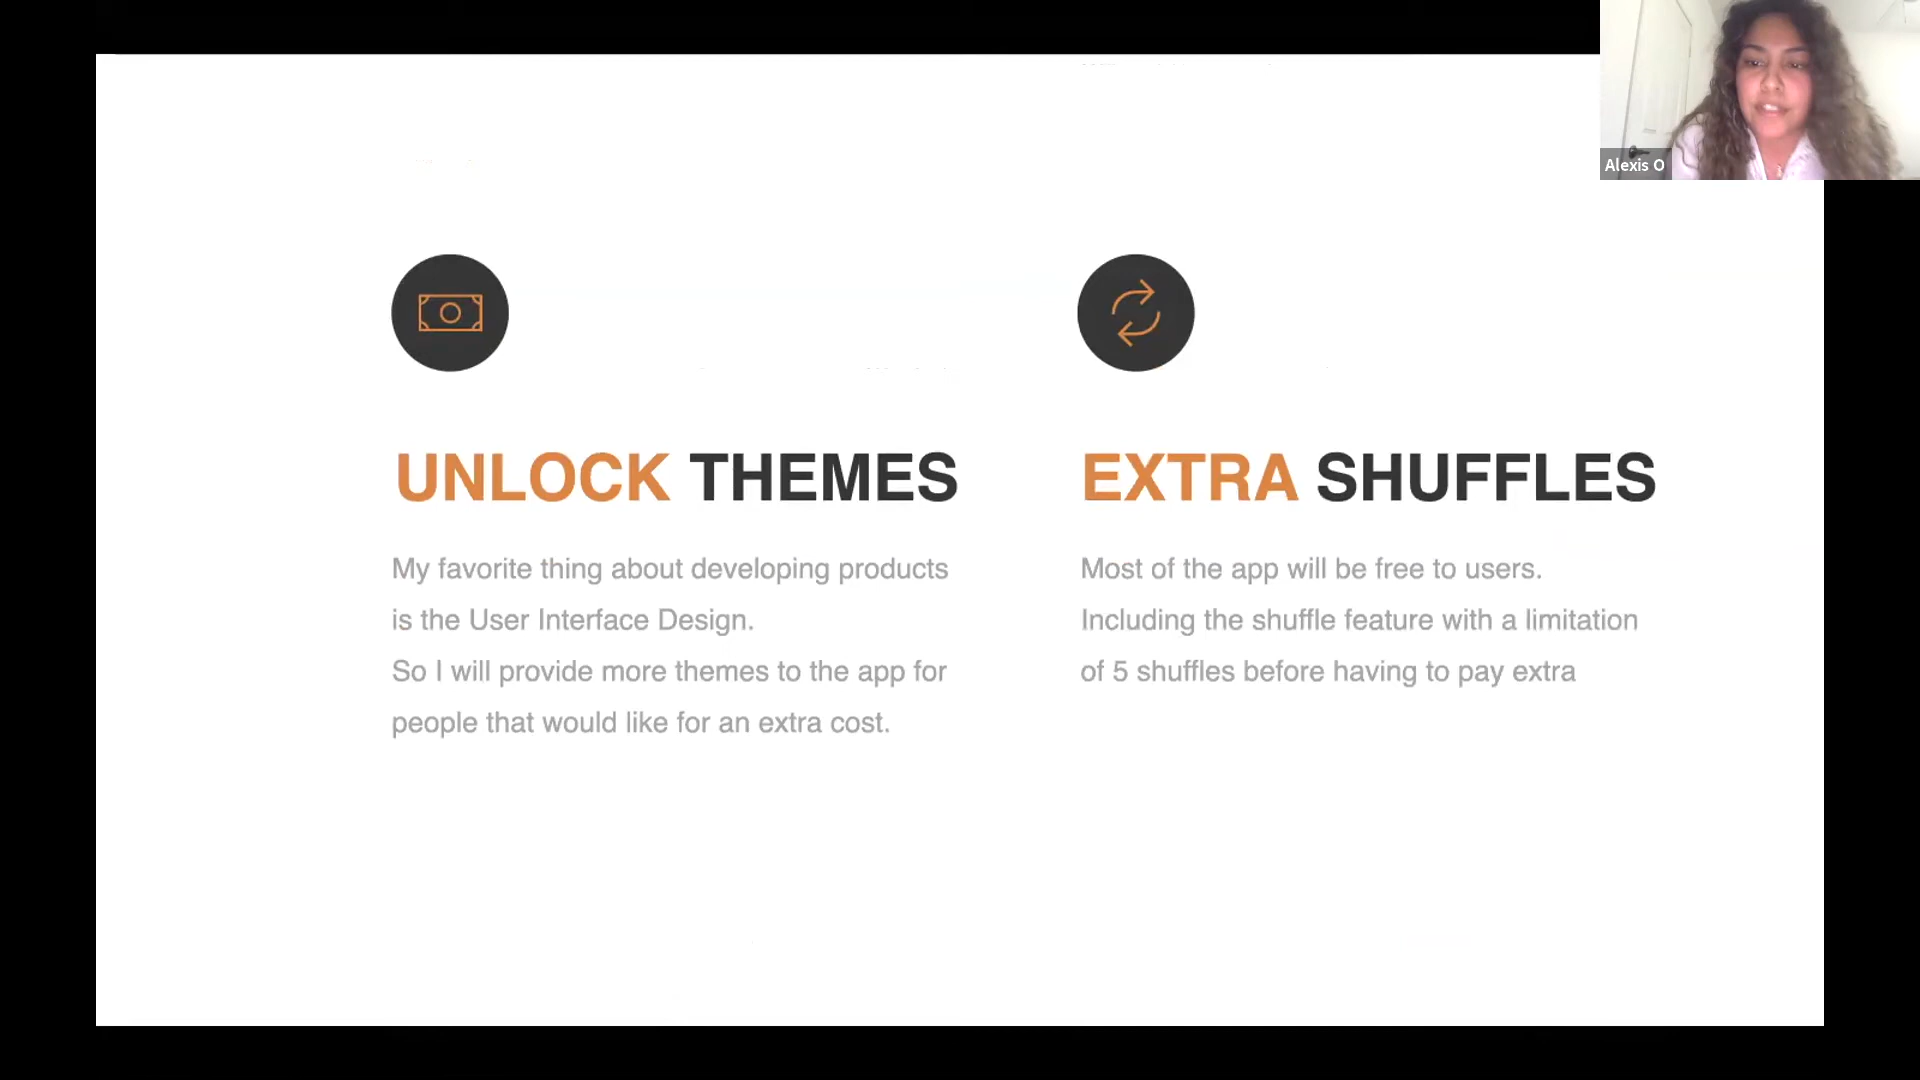 Alexis O
UNLOCK THEMES
My favorite thing about developing products
is the User Interface Design.
So I will provide more themes to the app for
people that would like for an extra cost.
EXTRA SHUFFLES
Most of the app will be free to users.
Including the shuffle feature with a limitation
of 5 shuffles before having to pay extra